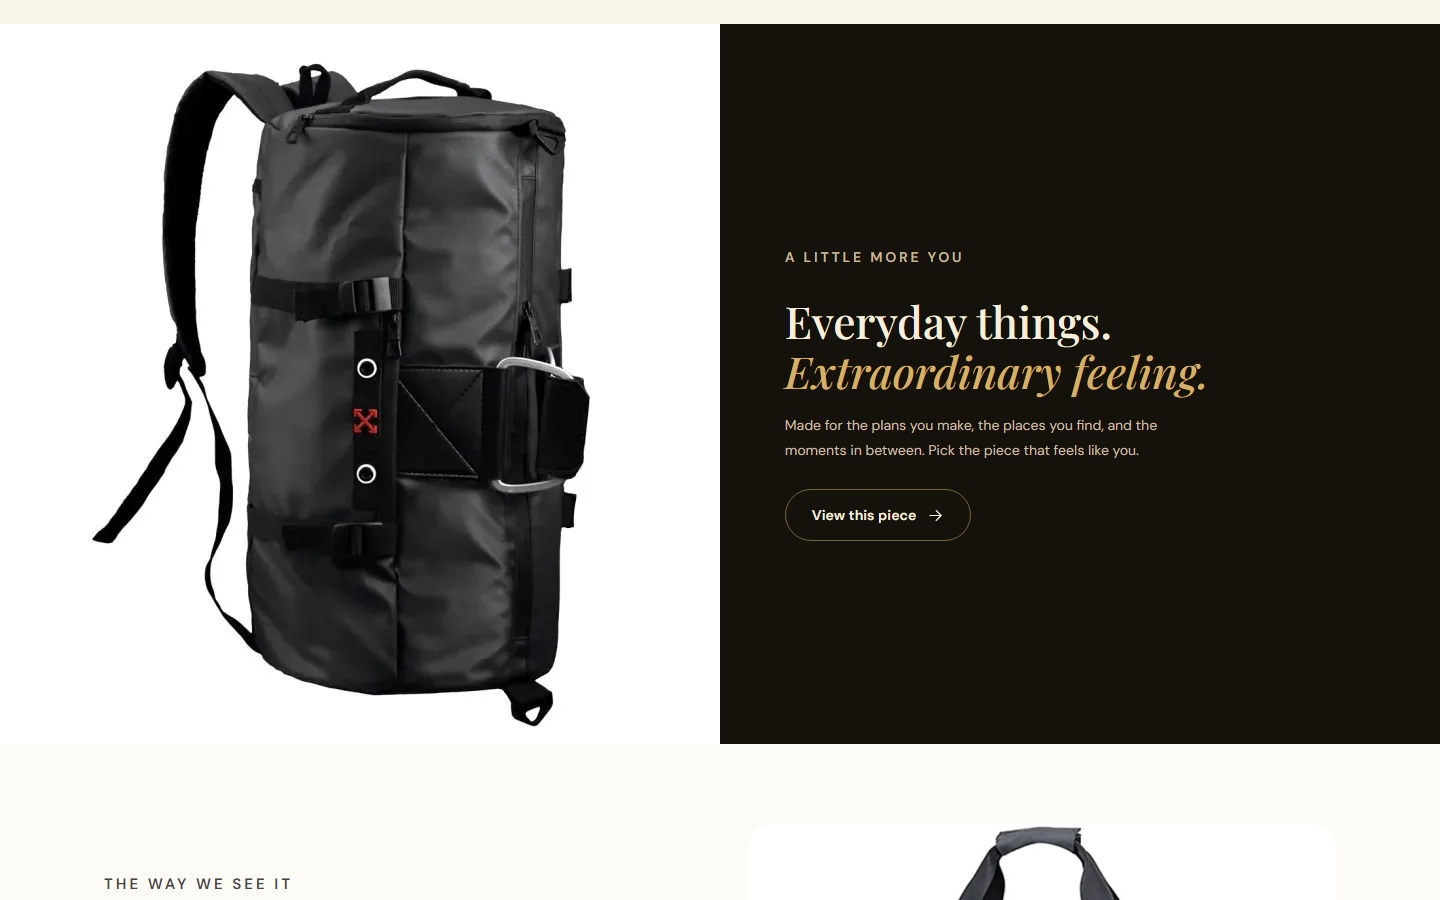 A LITTLE MORE YOU
Everyday things.
Extraordinary feeling.
Made for the plans you make, the places you find, and the
moments in between. Pick the piece that feels like you.
View this piece →
THE WAY WE SEE IT